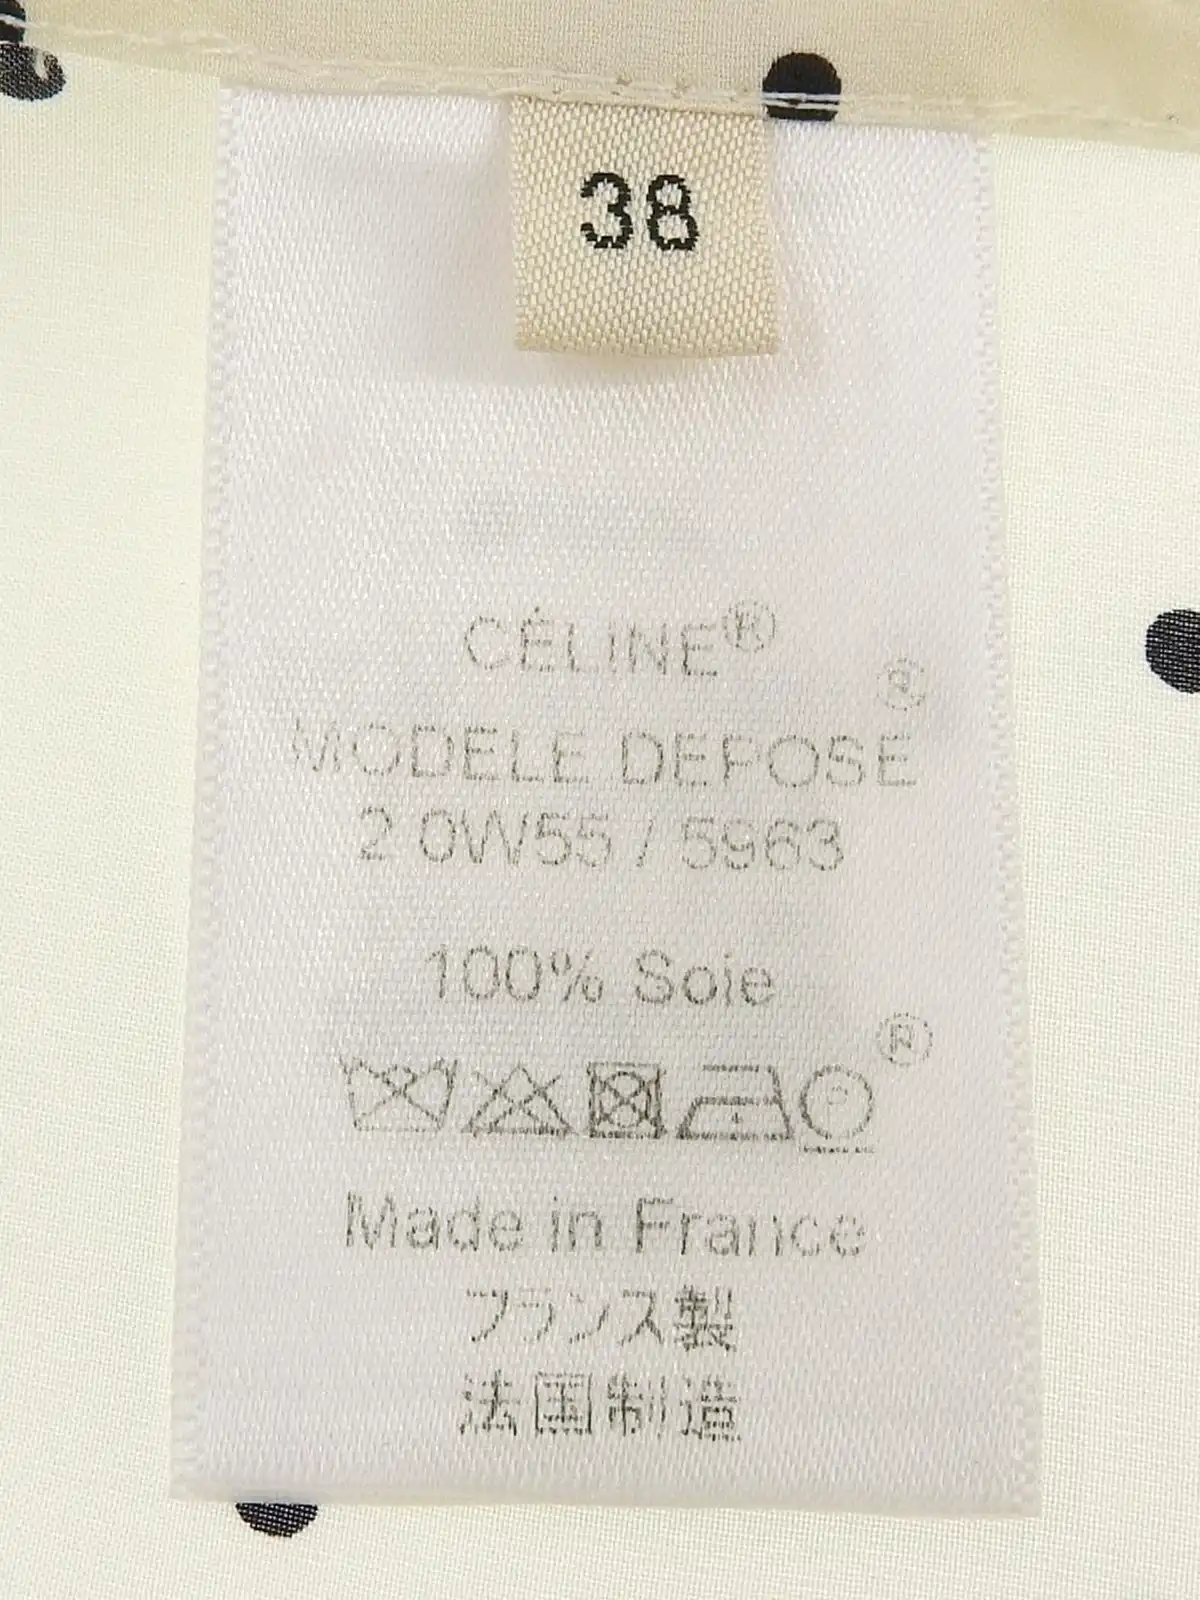 38
CÉLINE®
®
MODELE DEPOSE
2 0W55 / 5963
100% Soie
®
P
Made in France
フランス製
法国制造